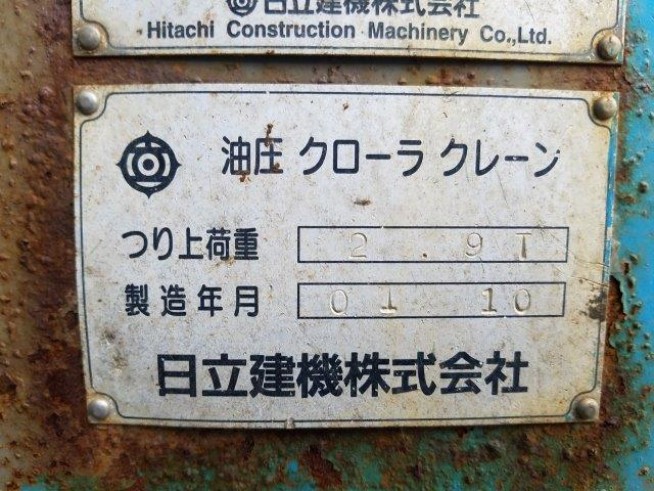 日立建機株式会社
Hitachi Construction Machinery Co.,Ltd.
油圧 クローラ クレーン
つり上荷重 2.9T
製造年月 01 10
日立建機株式会社